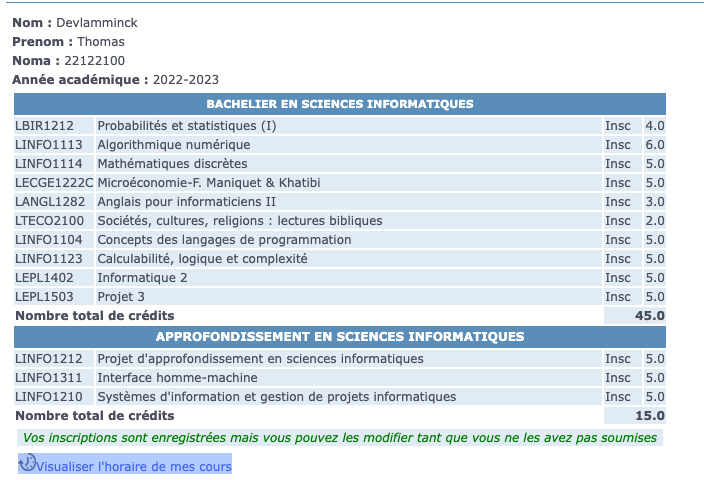 Nom : Devlamminck
Prenom : Thomas
Noma : 22122100
Année académique : 2022-2023
BACHELIER EN SCIENCES INFORMATIQUES
LBIR1212 Probabilités et statistiques (I) Insc 4.0
LINFO1113 Algorithmique numérique Insc 6.0
LINFO1114 Mathématiques discrètes Insc 5.0
LECGE1222C Microéconomie-F. Maniquet & Khatibi Insc 5.0
LANGL1282 Anglais pour informaticiens II Insc 3.0
LTECO2100 Sociétés, cultures, religions : lectures bibliques Insc 2.0
LINFO1104 Concepts des langages de programmation Insc 5.0
LINFO1123 Calculabilité, logique et complexité Insc 5.0
LEPL1402 Informatique 2 Insc 5.0
LEPL1503 Projet 3 Insc 5.0
Nombre total de crédits 45.0
APPROFONDISSEMENT EN SCIENCES INFORMATIQUES
LINFO1212 Projet d'approfondissement en sciences informatiques Insc 5.0
LINFO1311 Interface homme-machine Insc 5.0
LINFO1210 Systèmes d'information et gestion de projets informatiques Insc 5.0
Nombre total de crédits 15.0
Vos inscriptions sont enregistrées mais vous pouvez les modifier tant que vous ne les avez pas soumises
Visualiser l'horaire de mes cours